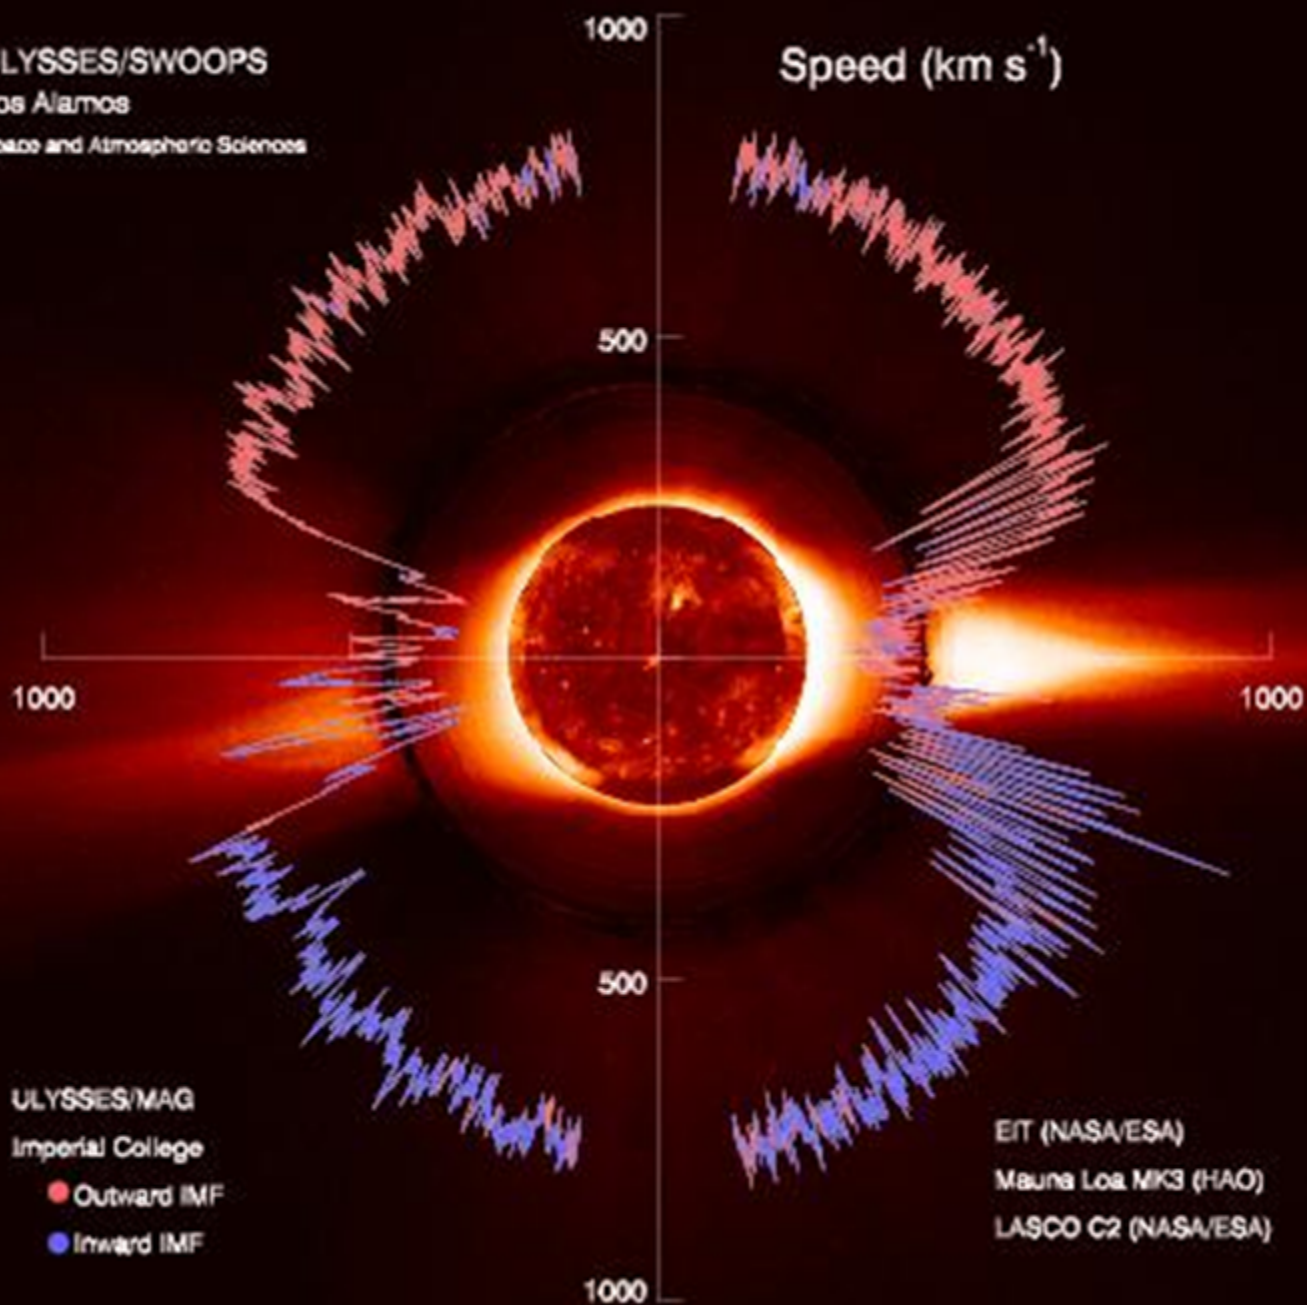 1000
LYSSES/SWOOPS
Speed (km s⁻¹)
os Alamos
pace and Atmospheric Sciences
500
1000
1000
500
ULYSSES/MAG
Imperial College
Outward IMF
Inward IMF
EIT (NASA/ESA)
Mauna Loa MK3 (HAO)
LASCO C2 (NASA/ESA)
1000